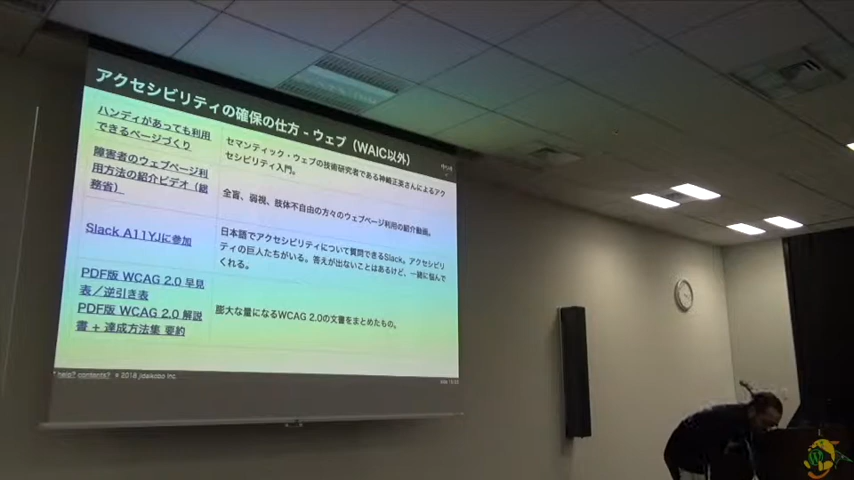 アクセシビリティの確保の仕方 - ウェブ（WAIC以外）
ハンディがあっても利用
できるページづくり
セマンティック・ウェブの技術研究者である神崎正英さんによるアク
セシビリティ入門。
障害者のウェブページ利
用方法の紹介ビデオ（総
務省）
全盲、弱視、肢体不自由の方々のウェブページ利用の紹介動画。
Slack A11YJに参加
日本語でアクセシビリティについて質問できるSlack。アクセシビリ
ティの巨人たちがいる。答えが出ないことはあるけど、一緒に悩んで
くれる。
PDF版 WCAG 2.0 早見
表／逆引き表
PDF版 WCAG 2.0 解説
書 + 達成方法集 要約
膨大な量になるWCAG 2.0の文書をまとめたもの。
help? contents? © 2018 jidaikobo inc.